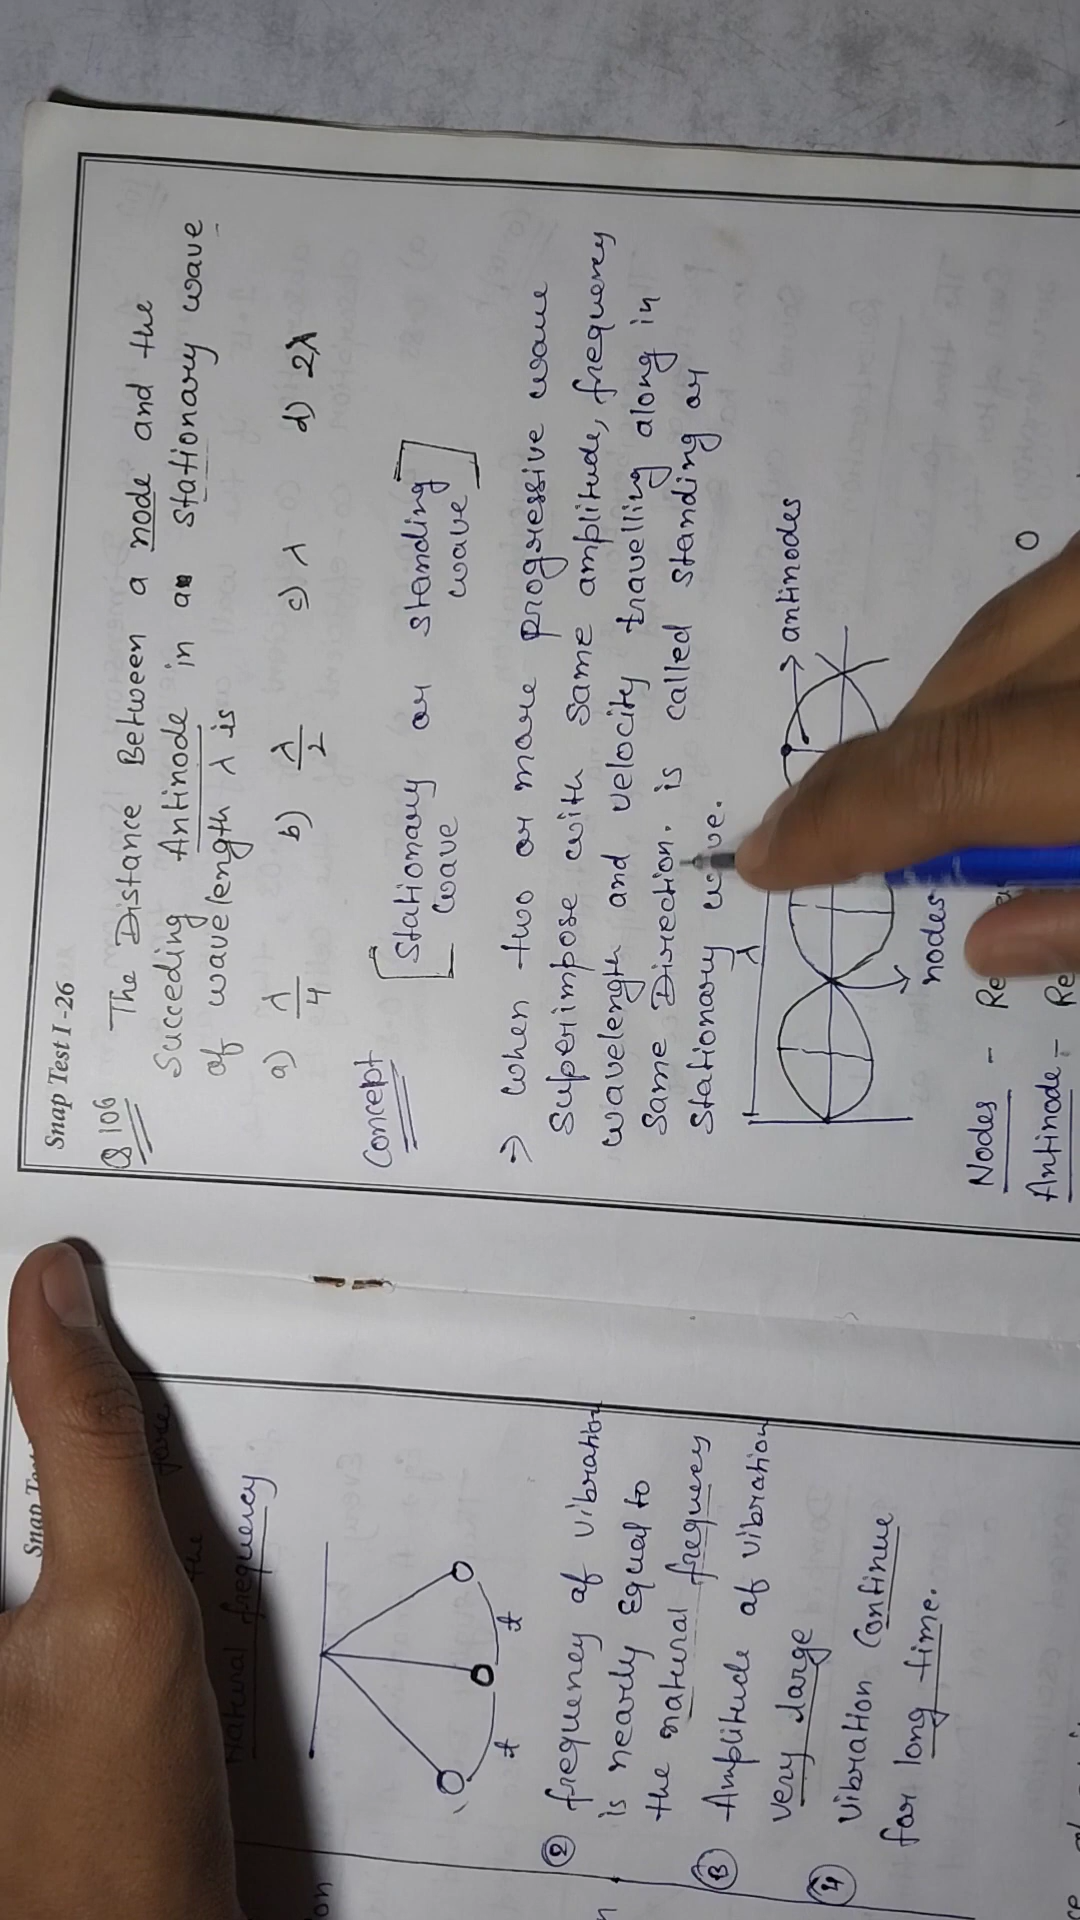 Snap Test I-26
Q 106 The Distance Between a node and the
Succeding Antinode in a stationary wave
of wavelength λ is
a) λ/4 b) λ/2 c) λ d) 2λ
Concept
[Stationary or standing]
[wave wave]
⇒ when two or more progressive wave
superimpose with same amplitude, frequency
wavelength and velocity travelling along in
same Direction. is called standing or
stationary
λ
antinodes
nodes
Nodes - Re
Antinode :- Re
0
the
natural frequency
t t
② frequency of vibration
is nearly equal to
the natural frequency
③ Amplitude of vibration
very large
④ vibration continue
for long time.